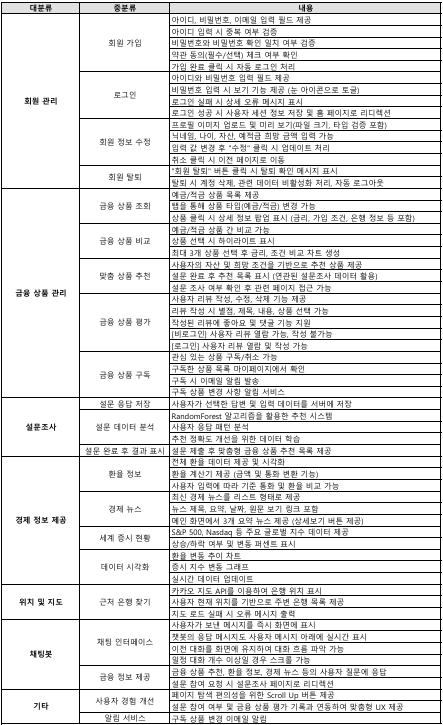 대분류 중분류 내용
회원 관리
회원 가입
아이디, 비밀번호, 이메일 입력 필드 제공
아이디 입력 시 중복 여부 검증
비밀번호와 비밀번호 확인 일치 여부 검증
약관 동의(필수/선택) 체크 여부 확인
가입 완료 클릭 시 자동 로그인 처리
로그인
아이디와 비밀번호 입력 필드 제공
비밀번호 입력 시 보기 기능 제공 (눈 아이콘으로 토글)
로그인 실패 시 상세 오류 메시지 표시
로그인 성공 시 사용자 세션 정보 저장 및 홈 페이지로 리디렉션
회원 정보 수정
프로필 이미지 업로드 및 미리 보기(파일 크기, 타입 검증 포함)
닉네임, 나이, 자산, 예적금 희망 금액 입력 가능
입력 값 변경 후 "수정" 클릭 시 업데이트 처리
취소 클릭 시 이전 페이지로 이동
회원 탈퇴
"회원 탈퇴" 버튼 클릭 시 탈퇴 확인 메시지 표시
탈퇴 시 계정 삭제, 관련 데이터 비활성화 처리, 자동 로그아웃
금융 상품 관리
금융 상품 조회
예금/적금 상품 목록 제공
탭을 통해 상품 타입(예금/적금) 변경 가능
상품 클릭 시 상세 정보 팝업 표시 (금리, 가입 조건, 은행 정보 등 포함)
금융 상품 비교
예금/적금 상품 간 비교 가능
상품 선택 시 하이라이트 표시
최대 3개 상품 선택 후 금리, 조건 비교 차트 생성
맞춤 상품 추천
사용자의 자산 및 희망 조건을 기반으로 추천 상품 제공
설문 완료 후 추천 목록 표시 (연관된 설문조사 데이터 활용)
설문 조사 여부 확인 후 관련 페이지 접근 가능
금융 상품 평가
사용자 리뷰 작성, 수정, 삭제 기능 제공
리뷰 작성 시 별점, 제목, 내용, 상품 선택 가능
작성된 리뷰에 좋아요 및 댓글 기능 지원
[비로그인] 사용자 리뷰 열람 가능, 작성 불가능
[로그인] 사용자 리뷰 열람 및 작성 가능
금융 상품 구독
관심 있는 상품 구독/취소 가능
구독한 상품 목록 마이페이지에서 확인
구독 시 이메일 알림 발송
구독 상품 변경 사항 알림 서비스
설문조사
설문 응답 저장
사용자가 선택한 답변 및 입력 데이터를 서버에 저장
설문 데이터 분석
RandomForest 알고리즘을 활용한 추천 시스템
사용자 응답 패턴 분석
추천 정확도 개선을 위한 데이터 학습
설문 완료 후 결과 표시
설문 제출 후 맞춤형 금융 상품 추천 목록 제공
경제 정보 제공
환율 정보
전체 환율 데이터 제공 및 시각화
환율 계산기 제공 (금액 및 통화 변환 기능)
사용자 입력에 따라 기준 통화 및 환율 비교 가능
경제 뉴스
최신 경제 뉴스를 리스트 형태로 제공
뉴스 제목, 요약, 날짜, 원문 보기 링크 포함
메인 화면에서 3개 요약 뉴스 제공 (상세보기 버튼 제공)
세계 증시 현황
S&P 500, Nasdaq 등 주요 글로벌 지수 데이터 제공
상승/하락 여부 및 변동 퍼센트 표시
데이터 시각화
환율 변동 추이 차트
증시 지수 변동 그래프
실시간 데이터 업데이트
위치 및 지도
근처 은행 찾기
카카오 지도 API를 이용하여 은행 위치 표시
사용자 현재 위치를 기반으로 주변 은행 목록 제공
지도 로드 실패 시 오류 메시지 출력
채팅봇
채팅 인터페이스
사용자가 보낸 메시지를 즉시 화면에 표시
챗봇의 응답 메시지도 사용자 메시지 아래에 실시간 표시
이전 대화를 화면에 유지하여 대화 흐름 파악 가능
일정 대화 개수 이상일 경우 스크롤 가능
금융 정보 제공
금융 상품 추천, 환율 정보, 경제 뉴스 등의 사용자 질문에 응답
설문 참여 요청 시 설문조사 페이지로 리디렉션
기타
사용자 경험 개선
페이지 탐색 편의성을 위한 Scroll Up 버튼 제공
설문 참여 여부 및 금융 상품 평가 기록과 연동하여 맞춤형 UX 제공
알림 서비스
구독 상품 변경 이메일 알림